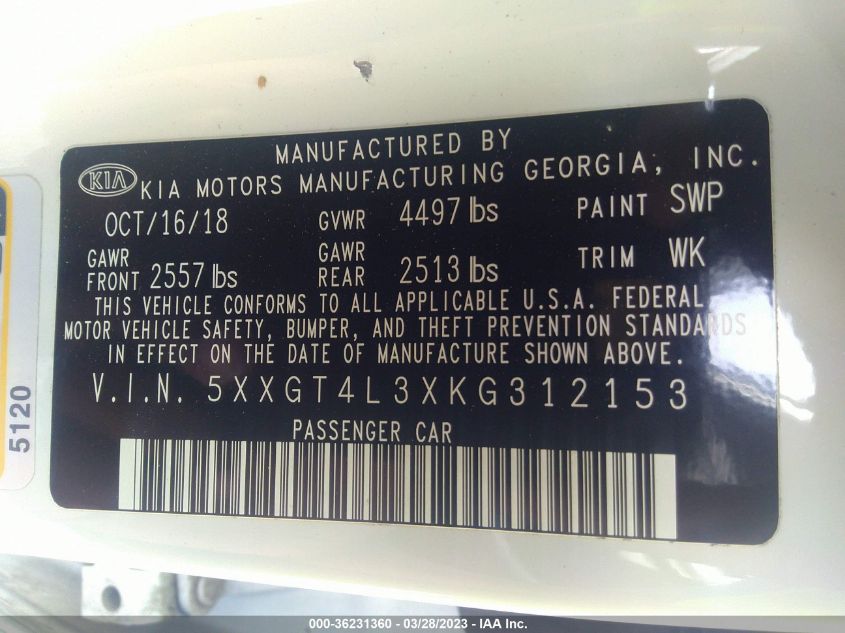 MANUFACTURED BY
KIA KIA MOTORS MANUFACTURING GEORGIA, INC.
OCT/16/18 GVWR 4497 lbs PAINT SWP
GAWR FRONT 2557 lbs GAWR REAR 2513 lbs TRIM WK
THIS VEHICLE CONFORMS TO ALL APPLICABLE U.S.A. FEDERAL
MOTOR VEHICLE SAFETY, BUMPER, AND THEFT PREVENTION STANDARDS
IN EFFECT ON THE DATE OF MANUFACTURE SHOWN ABOVE.
V.I.N. 5XXGT4L3XKG312153
PASSENGER CAR
5120
000-36231360 - 03/28/2023 - IAA Inc.